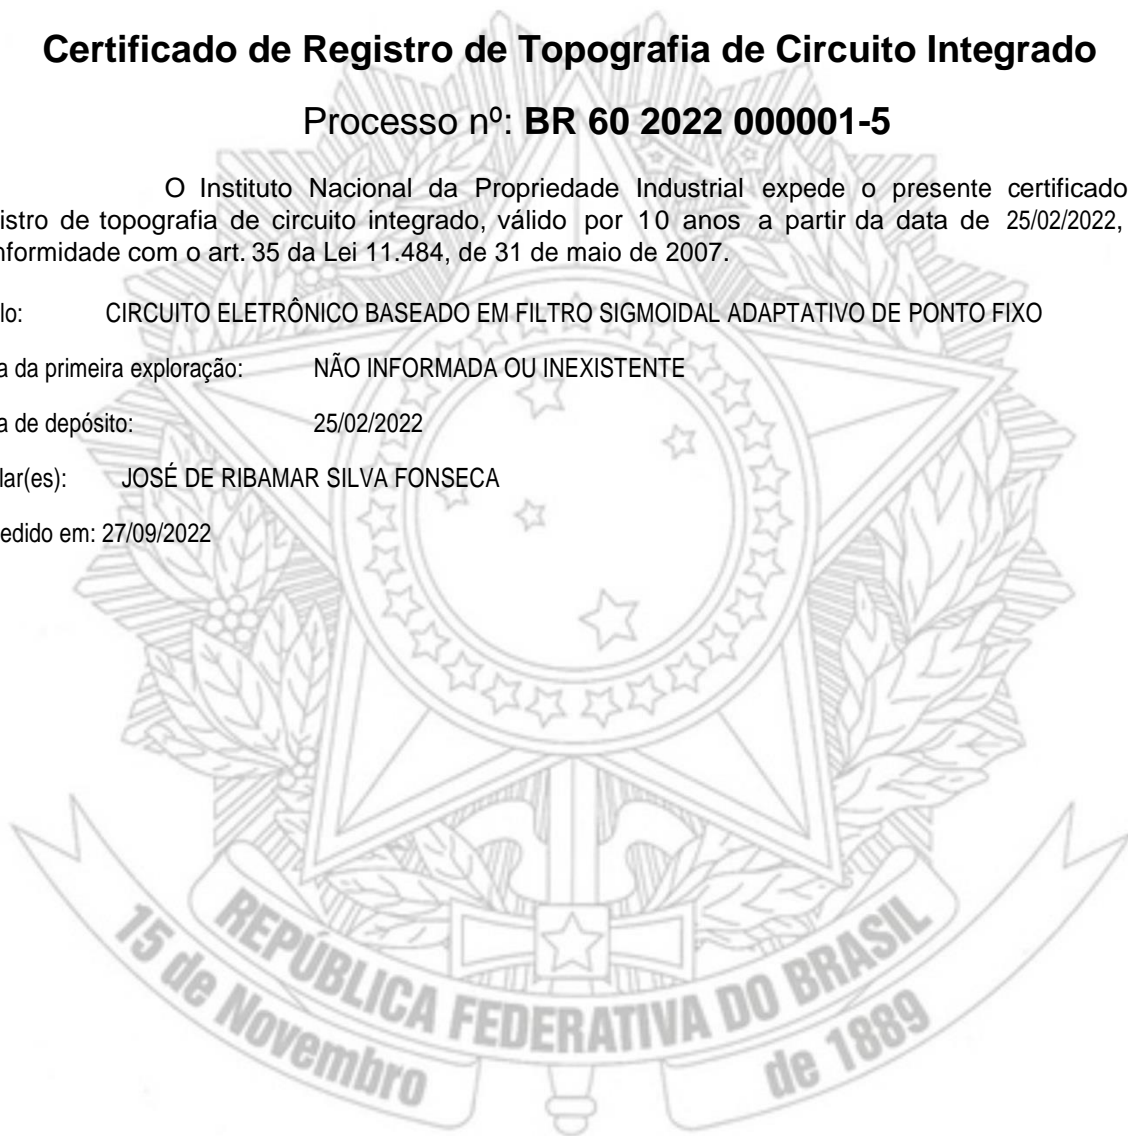 Certificado de Registro de Topografia de Circuito Integrado
Processo nº: BR 60 2022 000001-5
O Instituto Nacional da Propriedade Industrial expede o presente certificado
istro de topografia de circuito integrado, válido por 10 anos a partir da data de 25/02/2022,
nformidade com o art. 35 da Lei 11.484, de 31 de maio de 2007.
lo: CIRCUITO ELETRÔNICO BASEADO EM FILTRO SIGMOIDAL ADAPTATIVO DE PONTO FIXO
a da primeira exploração: NÃO INFORMADA OU INEXISTENTE
a de depósito: 25/02/2022
lar(es): JOSÉ DE RIBAMAR SILVA FONSECA
edido em: 27/09/2022
REPÚBLICA FEDERATIVA DO BRASIL
15 de Novembro de 1889